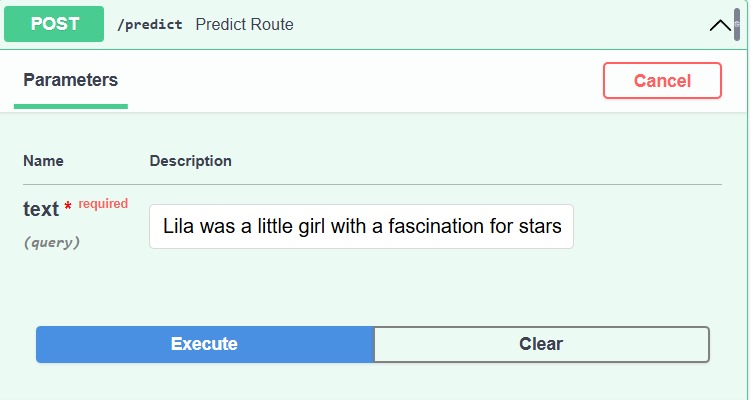 POST /predict Predict Route
Parameters Cancel
Name Description
text * required
(query) Lila was a little girl with a fascination for stars
Execute Clear